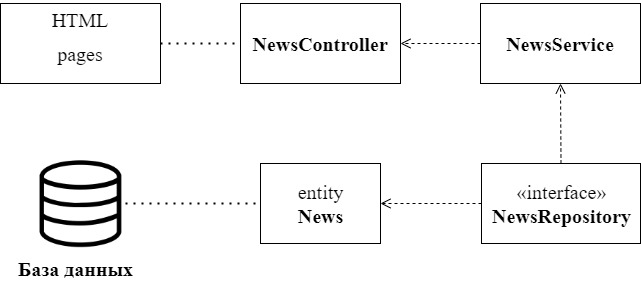 HTML
pages
NewsController
NewsService
entity
News
«interface»
NewsRepository
База данных